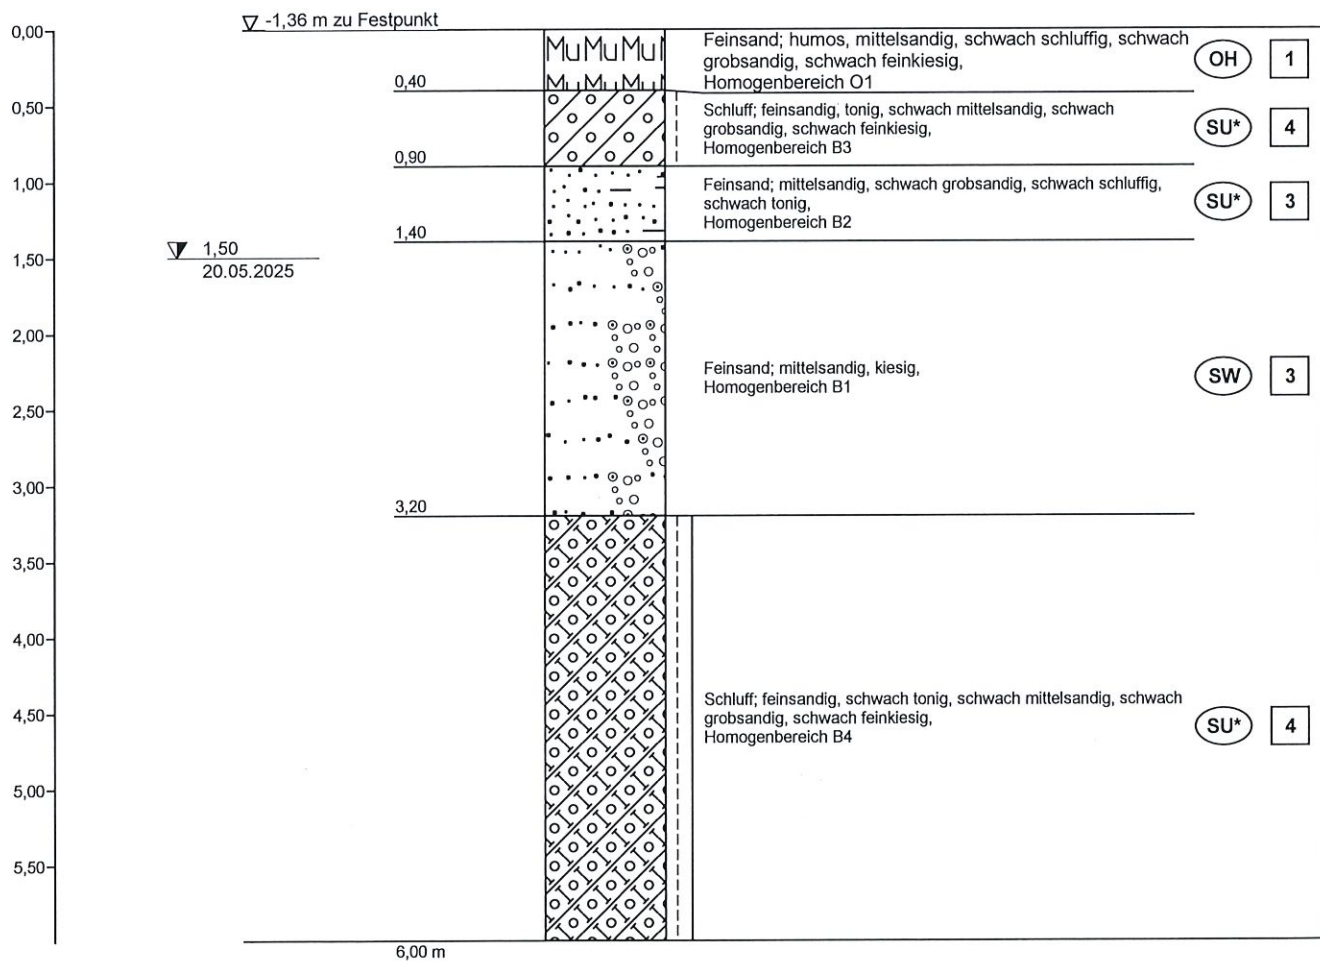 -1,36 m zu Festpunkt
0,00
0,50
1,00
1,50
2,00
2,50
3,00
3,50
4,00
4,50
5,00
5,50
1,50
20.05.2025
Mu Mu Mu
0,40
Feinsand; humos, mittelsandig, schwach schluffig, schwach
grobsandig, schwach feinkiesig,
Homogenbereich O1
OH 1
0,90
Schluff; feinsandig, tonig, schwach mittelsandig, schwach
grobsandig, schwach feinkiesig,
Homogenbereich B3
SU* 4
1,40
Feinsand; mittelsandig, schwach grobsandig, schwach schluffig,
schwach tonig,
Homogenbereich B2
SU* 3
3,20
Feinsand; mittelsandig, kiesig,
Homogenbereich B1
SW 3
Schluff; feinsandig, schwach tonig, schwach mittelsandig, schwach
grobsandig, schwach feinkiesig,
Homogenbereich B4
SU* 4
6,00 m